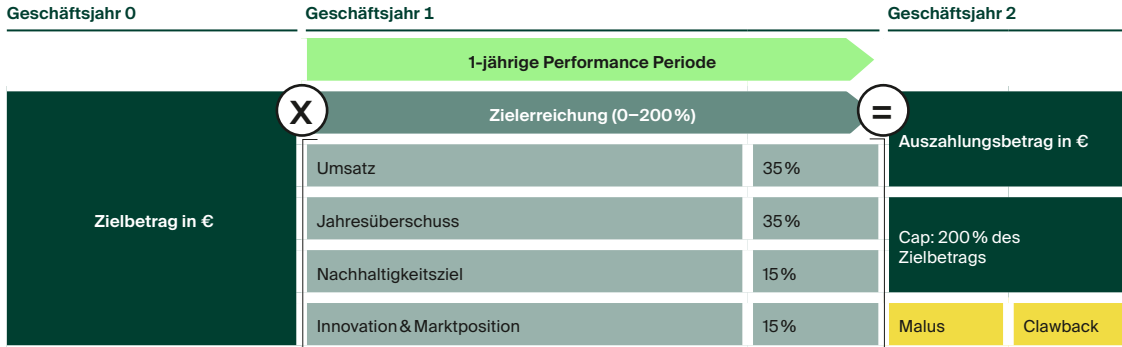 Geschäftsjahr 0
Geschäftsjahr 1
Geschäftsjahr 2
1-jährige Performance Periode
X
Zielerreichung (0–200 %)
=
Zielbetrag in €
Umsatz
35 %
Jahresüberschuss
35 %
Nachhaltigkeitsziel
15 %
Innovation & Marktposition
15 %
Auszahlungsbetrag in €
Cap: 200 % des
Zielbetrags
Malus
Clawback